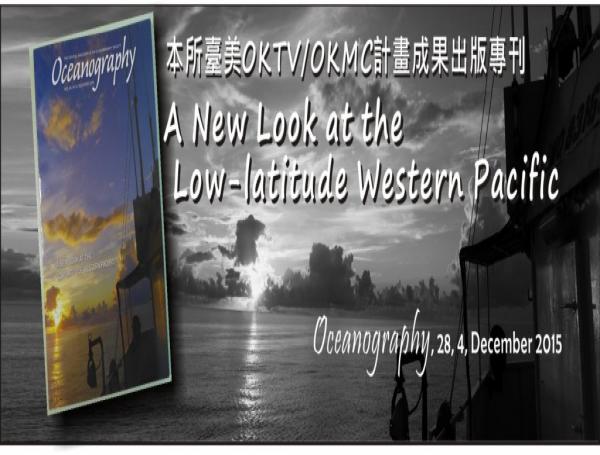 Oceanography
本所臺美OKTV/OKMC計畫成果出版專刊
A New Look at the
Low-latitude Western Pacific
Oceanography, 28, 4, December 2015